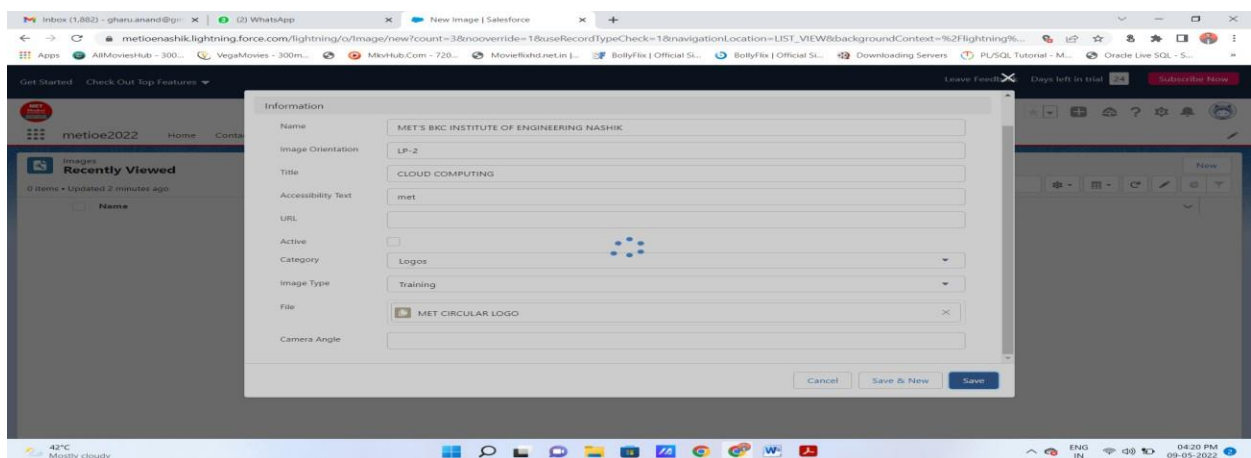 Inbox (1,882) - gharu.anand@gm (2) WhatsApp New Image | Salesforce
metioenashik.lightning.force.com/lightning/o/Image/new?count=3&nooverride=1&useRecordTypeCheck=1&navigationLocation=LIST_VIEW&backgroundContext=%2Flightning%...
Apps AllMoviesHub - 300... VegaMovies - 300m... MkvHub.Com - 720... Movieflixhd.net.in |... BollyFlix | Official Si... BollyFlix | Official Si... Downloading Servers PL/SQL Tutorial - M... Oracle Live SQL - S... »
Get Started Check Out Top Features Leave Feedb Days left in trial 24 Subscribe Now
metioe2022 Home Conta
Images
Recently Viewed
New
0 items • Updated 2 minutes ago
Name
Information
Name MET'S BKC INSTITUTE OF ENGINEERING NASHIK
Image Orientation LP-2
Title CLOUD COMPUTING
Accessibility Text met
URL
Active
Category Logos
Image Type Training
File MET CIRCULAR LOGO
Camera Angle
Cancel Save & New Save
42°C
Mostly cloudy
ENG
IN
04:20 PM
09-05-2022
2